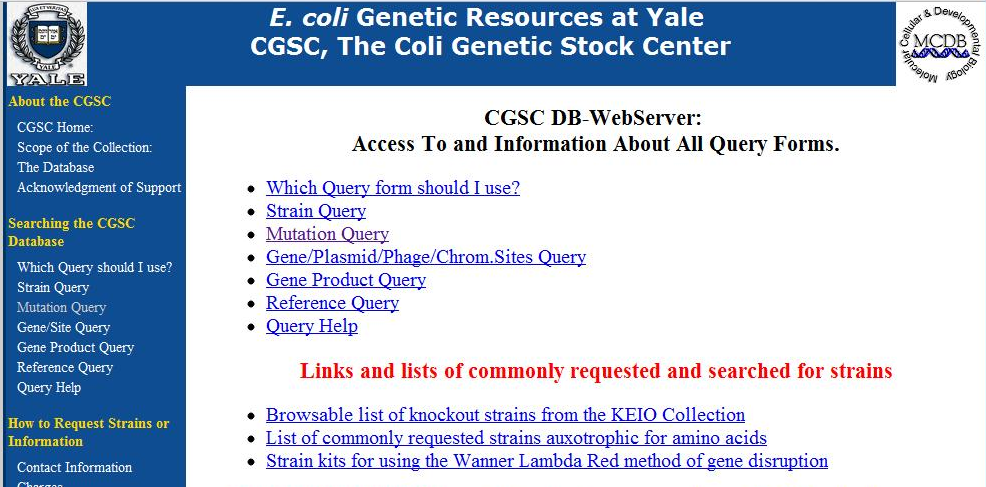 E. coli Genetic Resources at Yale
CGSC, The Coli Genetic Stock Center
YALE
MCDB
Molecular Cellular & Developmental Biology
About the CGSC
CGSC Home:
Scope of the Collection:
The Database
Acknowledgment of Support
Searching the CGSC
Database
Which Query should I use?
Strain Query
Mutation Query
Gene/Site Query
Gene Product Query
Reference Query
Query Help
How to Request Strains or
Information
Contact Information
Charges
CGSC DB-WebServer:
Access To and Information About All Query Forms.
Which Query form should I use?
Strain Query
Mutation Query
Gene/Plasmid/Phage/Chrom.Sites Query
Gene Product Query
Reference Query
Query Help
Links and lists of commonly requested and searched for strains
Browsable list of knockout strains from the KEIO Collection
List of commonly requested strains auxotrophic for amino acids
Strain kits for using the Wanner Lambda Red method of gene disruption